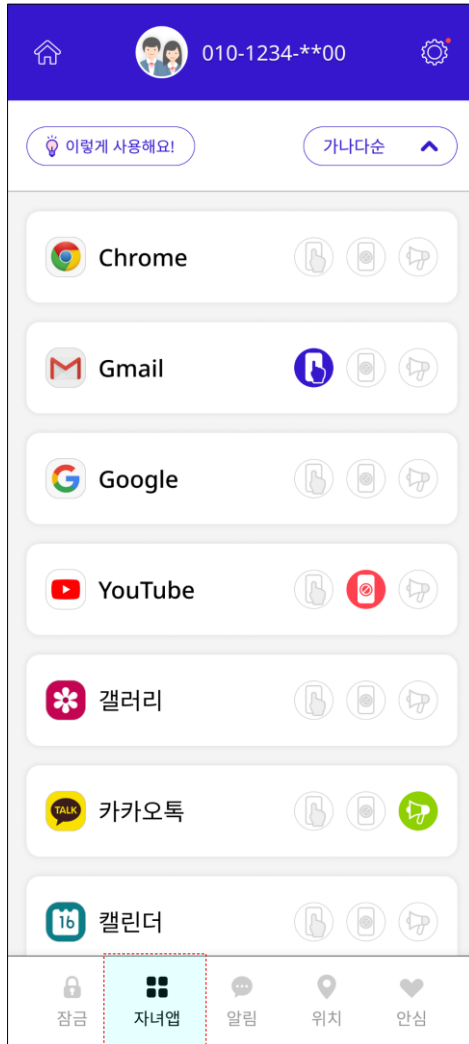 010-1234-**00
이렇게 사용해요!
가나다순
Chrome
Gmail
Google
YouTube
갤러리
TALK
카카오톡
16
캘린더
잠금
자녀앱
알림
위치
안심